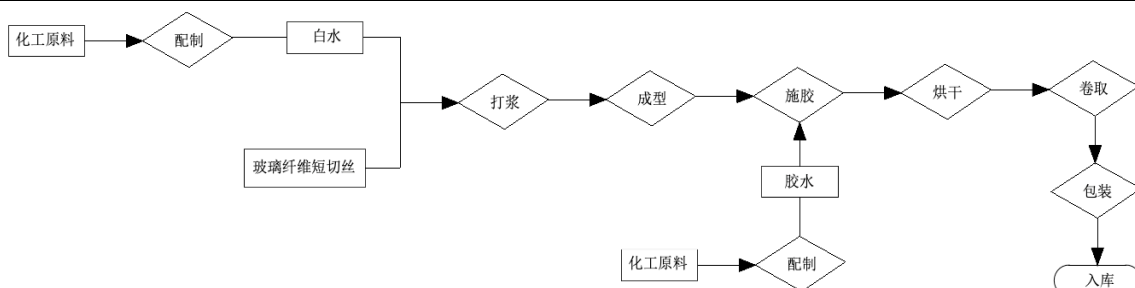 化工原料
配制
白水
玻璃纤维短切丝
打浆
成型
施胶
烘干
卷取
胶水
包装
化工原料
配制
入库